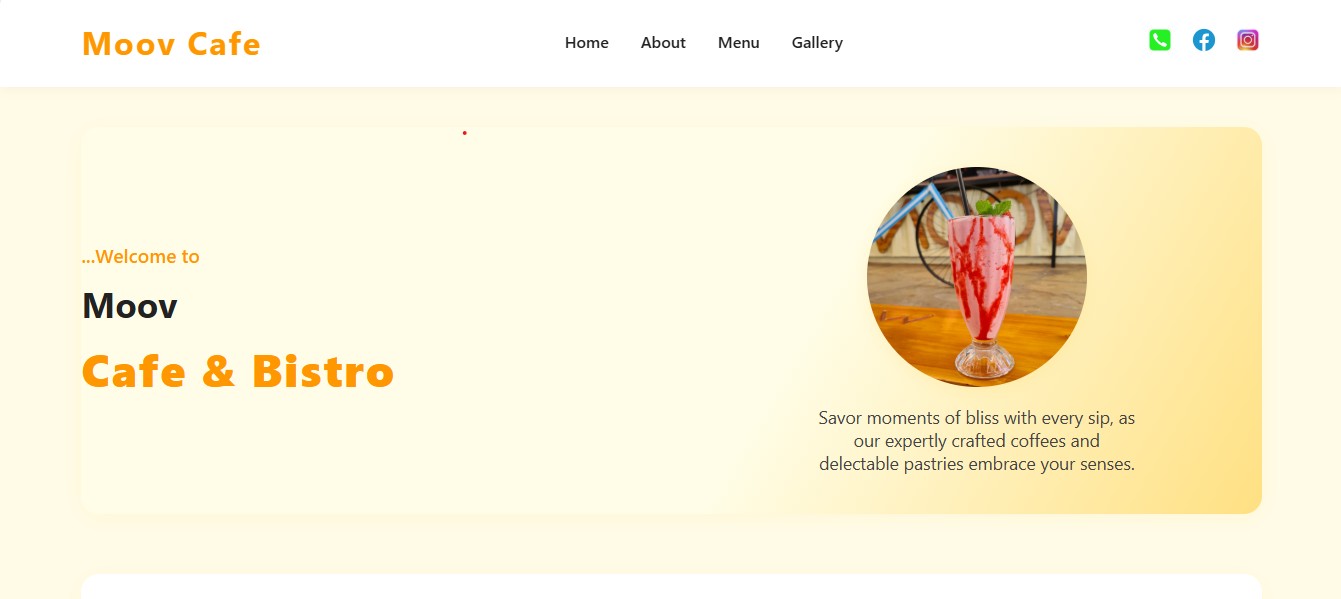 Moov Cafe
Home About Menu Gallery
...Welcome to
Moov
Cafe & Bistro
Savor moments of bliss with every sip, as
our expertly crafted coffees and
delectable pastries embrace your senses.